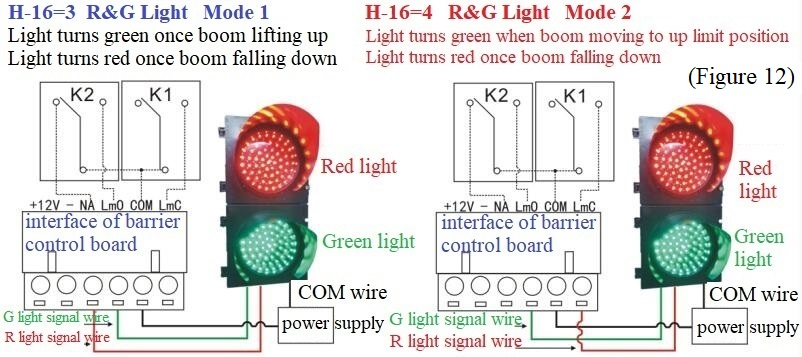 H-16=3 R&G Light Mode 1
Light turns green once boom lifting up
Light turns red once boom falling down
H-16=4 R&G Light Mode 2
Light turns green when boom moving to up limit position
Light turns red once boom falling down
(Figure 12)
K2 K1
+12V - NA LmO COM LmC
interface of barrier
control board
Red light
Green light
COM wire
power supply
G light signal wire
R light signal wire
K2 K1
+12V - NA LmO COM LmC
interface of barrier
control board
Red
light
Green
light
COM wire
power supply
G light signal wire
R light signal wire